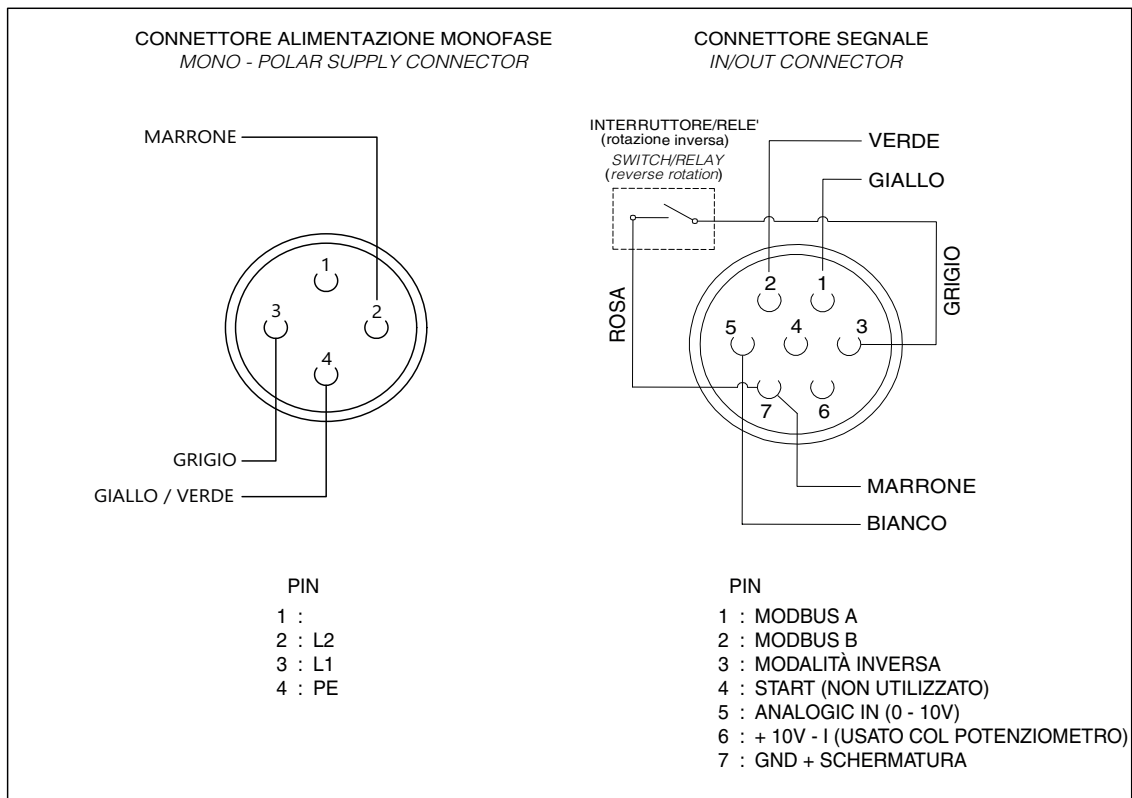 CONNETTORE ALIMENTAZIONE MONOFASE
MONO - POLAR SUPPLY CONNECTOR
MARRONE
1
3
2
4
GRIGIO
GIALLO / VERDE
PIN
1 :
2 : L2
3 : L1
4 : PE
CONNETTORE SEGNALE
IN/OUT CONNECTOR
INTERRUTTORE/RELE'
(rotazione inversa)
SWITCH/RELAY
(reverse rotation)
VERDE
GIALLO
ROSA
GRIGIO
2
1
5
4
3
7
6
MARRONE
BIANCO
PIN
1 : MODBUS A
2 : MODBUS B
3 : MODALITÀ INVERSA
4 : START (NON UTILIZZATO)
5 : ANALOGIC IN (0 - 10V)
6 : + 10V - I (USATO COL POTENZIOMETRO)
7 : GND + SCHERMATURA